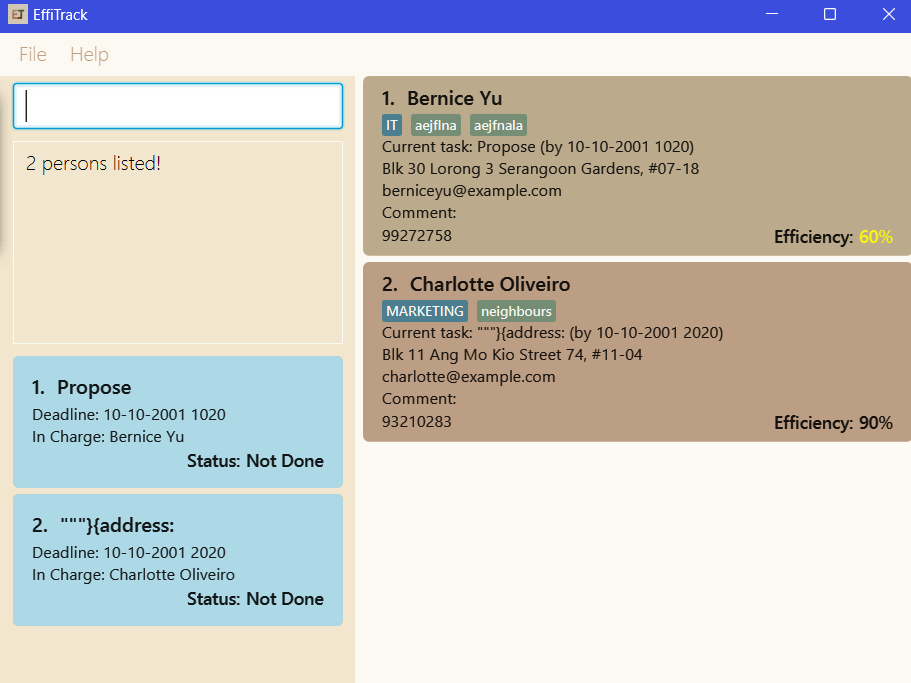 EJ EffiTrack
File Help
2 persons listed!
1. Propose
Deadline: 10-10-2001 1020
In Charge: Bernice Yu
Status: Not Done
2. """}{address:
Deadline: 10-10-2001 2020
In Charge: Charlotte Oliveiro
Status: Not Done
1. Bernice Yu
IT aejflna aejfnala
Current task: Propose (by 10-10-2001 1020)
Blk 30 Lorong 3 Serangoon Gardens, #07-18
berniceyu@example.com
Comment:
99272758
Efficiency: 60%
2. Charlotte Oliveiro
MARKETING neighbours
Current task: """}{address: (by 10-10-2001 2020)
Blk 11 Ang Mo Kio Street 74, #11-04
charlotte@example.com
Comment:
93210283
Efficiency: 90%